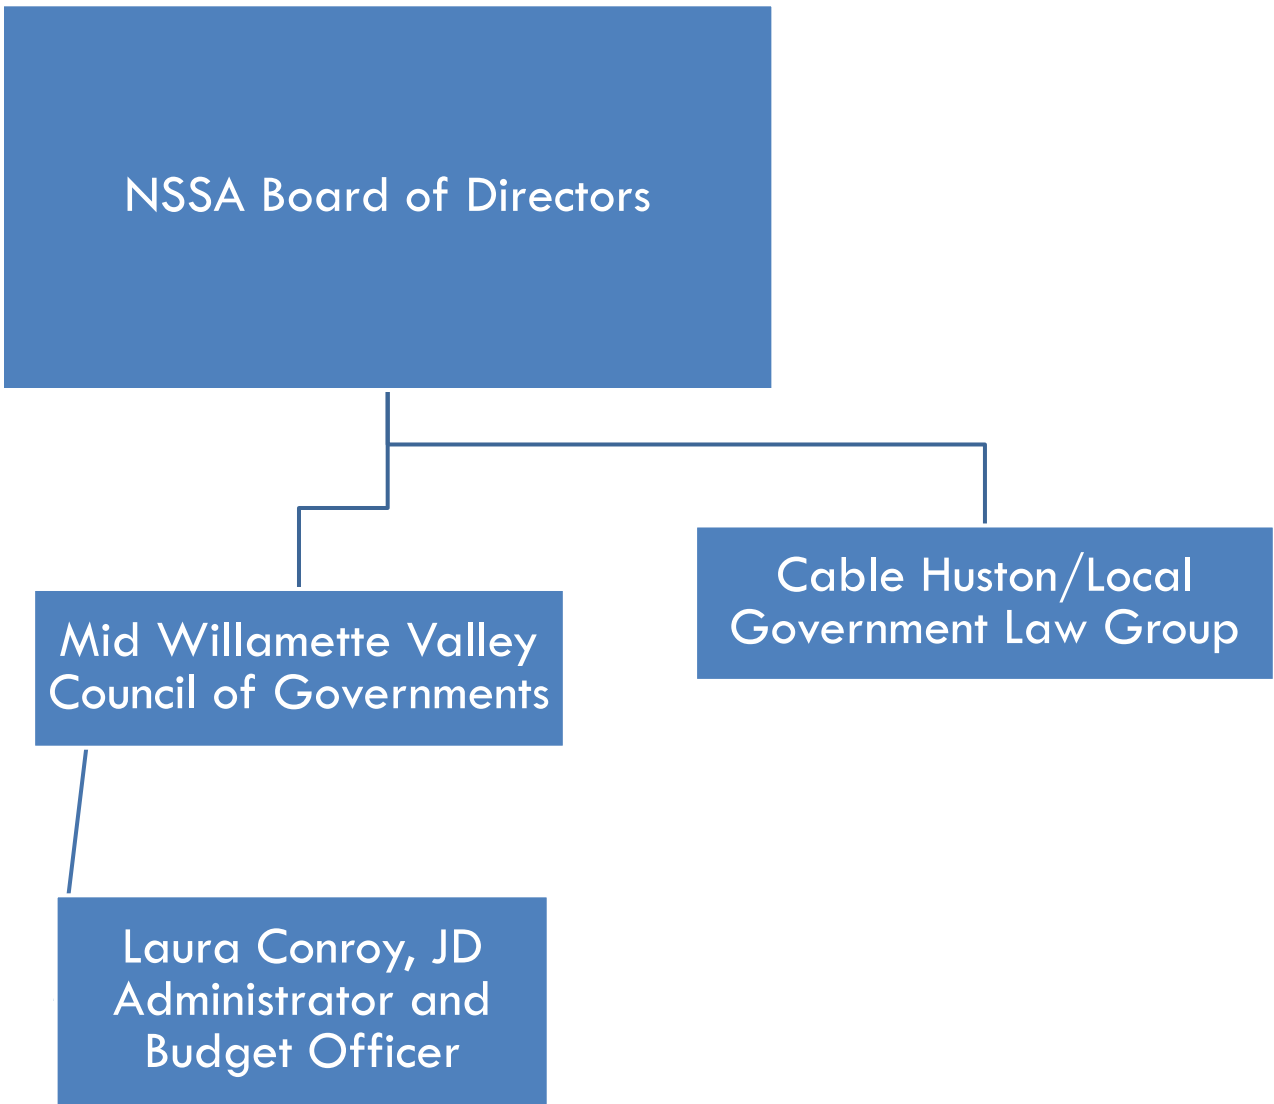 NSSA Board of Directors
Cable Huston/Local
Government Law Group
Mid Willamette Valley
Council of Governments
Laura Conroy, JD
Administrator and
Budget Officer